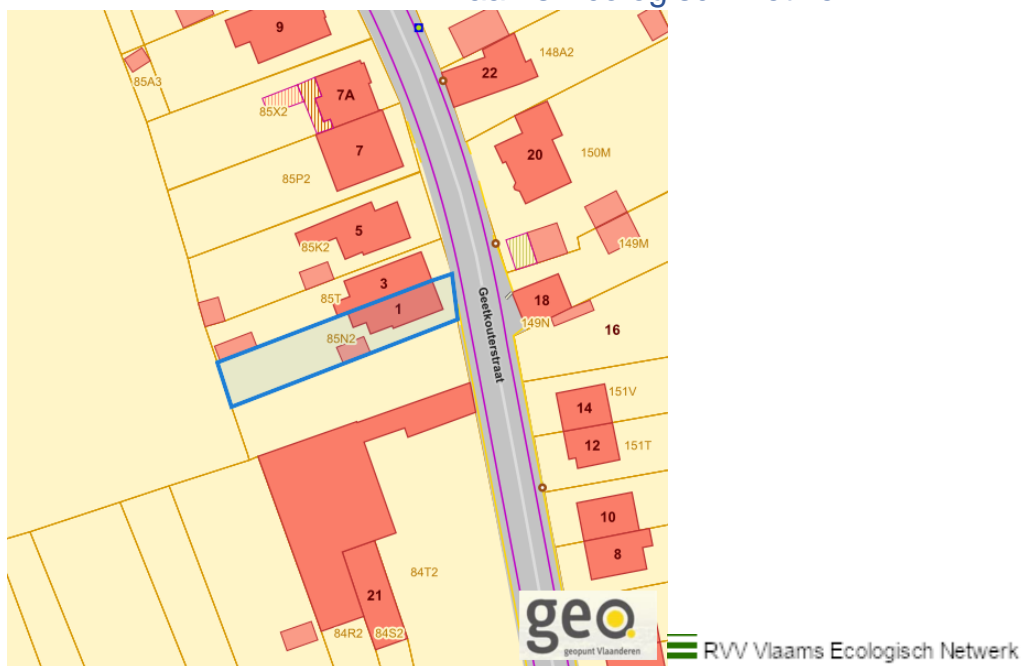 9
85A3
148A2
22
7A
85X2
7
20
150M
85P2
5
85K2
149M
3
85T
1
Geetkouterstraat
18
149N
16
85N2
151V
14
12
151T
10
8
84T2
21
84R2
84S2
geo
geopunt Vlaanderen
RVV Vlaams Ecologisch Netwerk